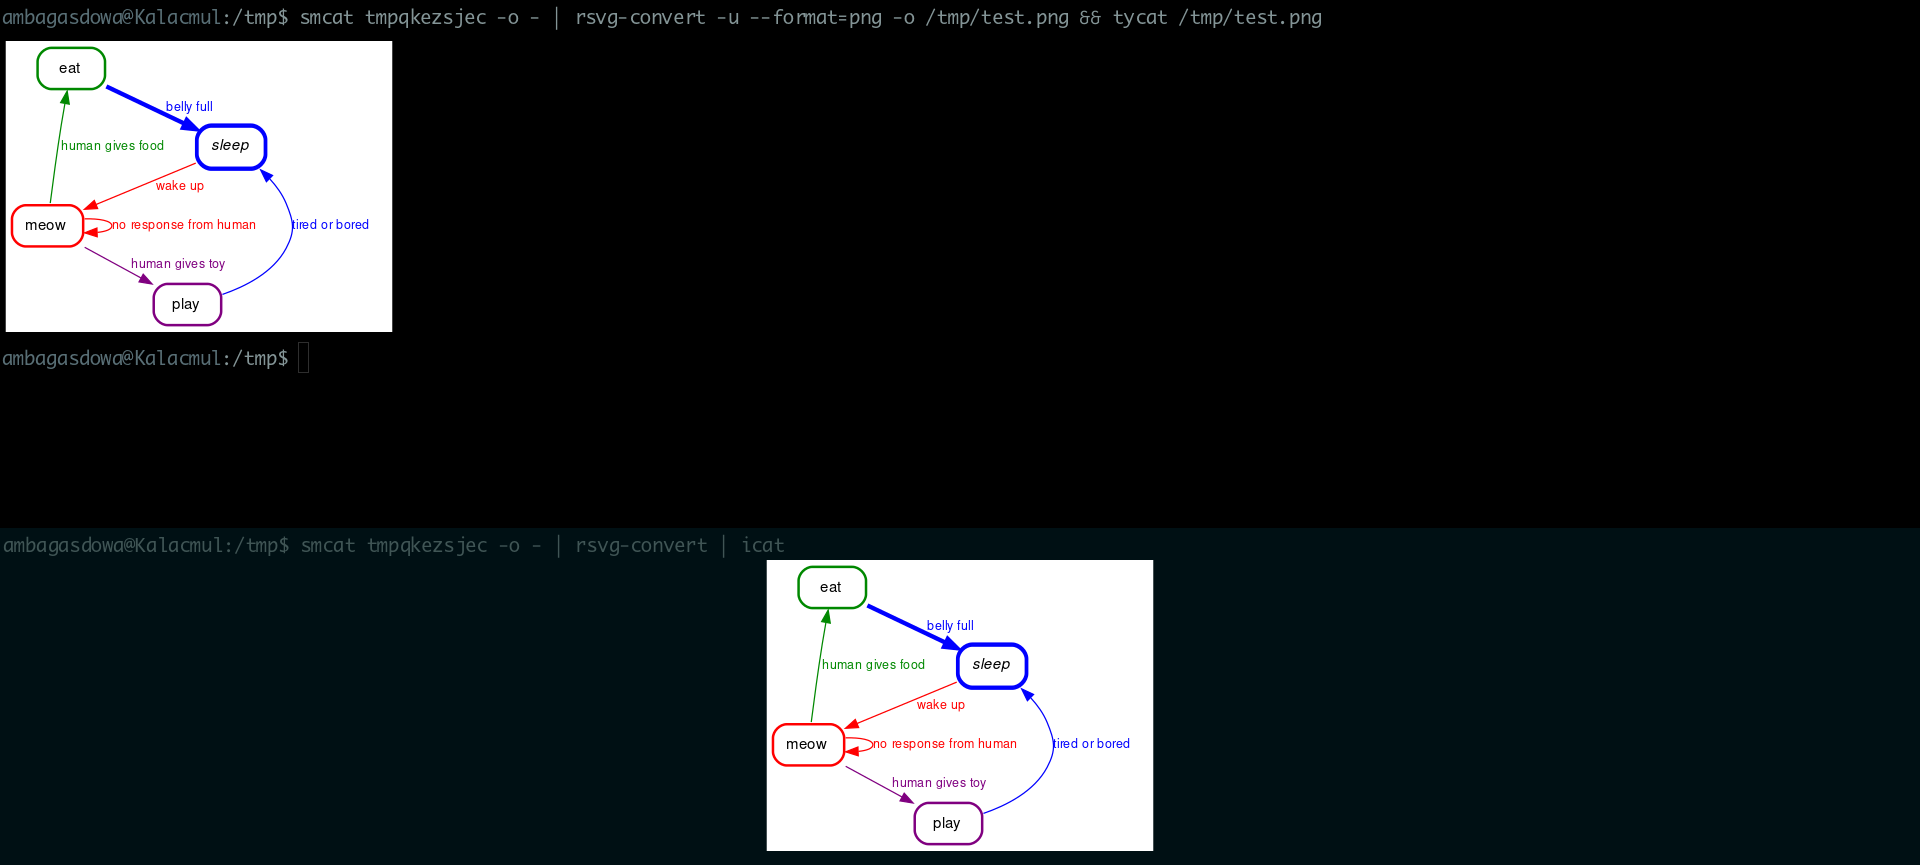 ambagasdowa@Kalacmul:/tmp$ smcat tmpqkezsjec -o - | rsvg-convert -u --format=png -o /tmp/test.png && tycat /tmp/test.png
eat
belly full
human gives food
sleep
wake up
meow
no response from human
tired or bored
human gives toy
play
ambagasdowa@Kalacmul:/tmp$
ambagasdowa@Kalacmul:/tmp$ smcat tmpqkezsjec -o - | rsvg-convert | icat
eat
belly full
human gives food
sleep
wake up
meow
no response from human
tired or bored
human gives toy
play